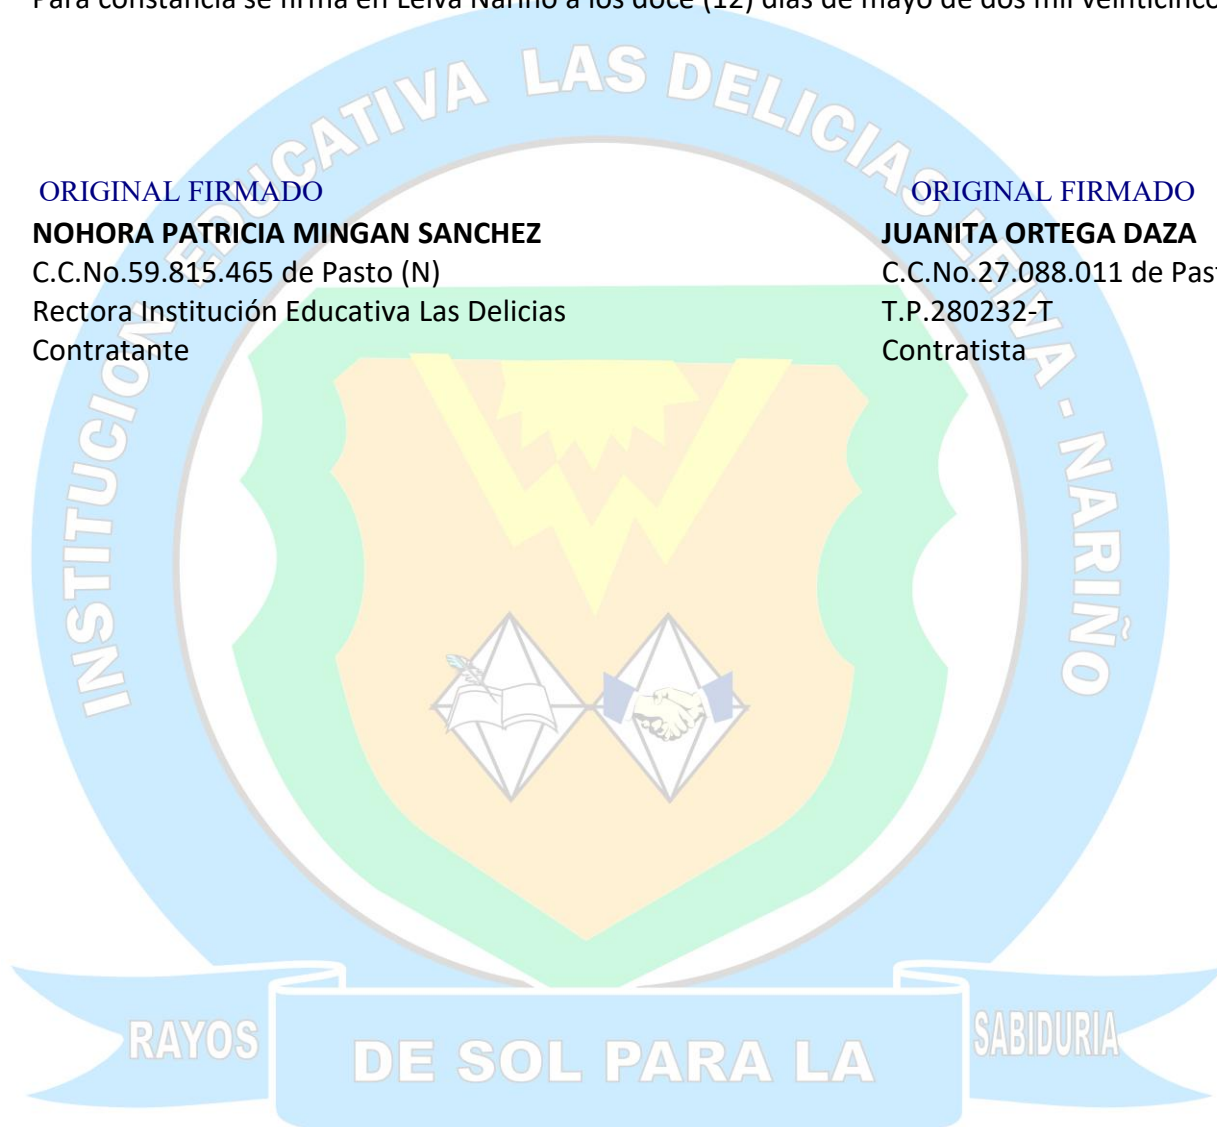 Para constancia se firma en Leiva Nariño a los doce (12) días de mayo de dos mil veinticinco
ORIGINAL FIRMADO
NOHORA PATRICIA MINGAN SANCHEZ
C.C.No.59.815.465 de Pasto (N)
Rectora Institución Educativa Las Delicias
Contratante
ORIGINAL FIRMADO
JUANITA ORTEGA DAZA
C.C.No.27.088.011 de Past
T.P.280232-T
Contratista
INSTITUCION EDUCATIVA LAS DELICIAS LEIVA - NARIÑO
RAYOS DE SOL PARA LA SABIDURIA